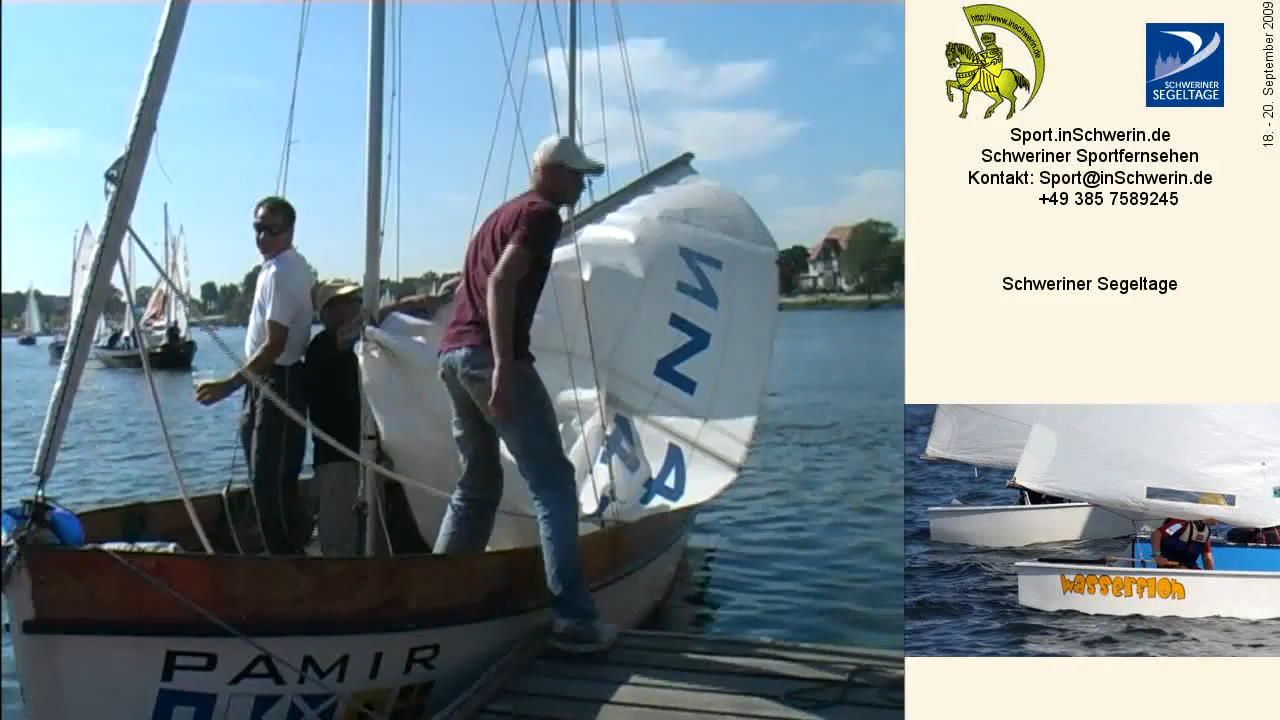 PAMIR
N
N
4
http://www.inschwerin.de
SCHWERINER
SEGELTAGE
18. - 20. September 2009
Sport.inSchwerin.de
Schweriner Sportfernsehen
Kontakt: Sport@inSchwerin.de
+49 385 7589245
Schweriner Segeltage
wasserfloh